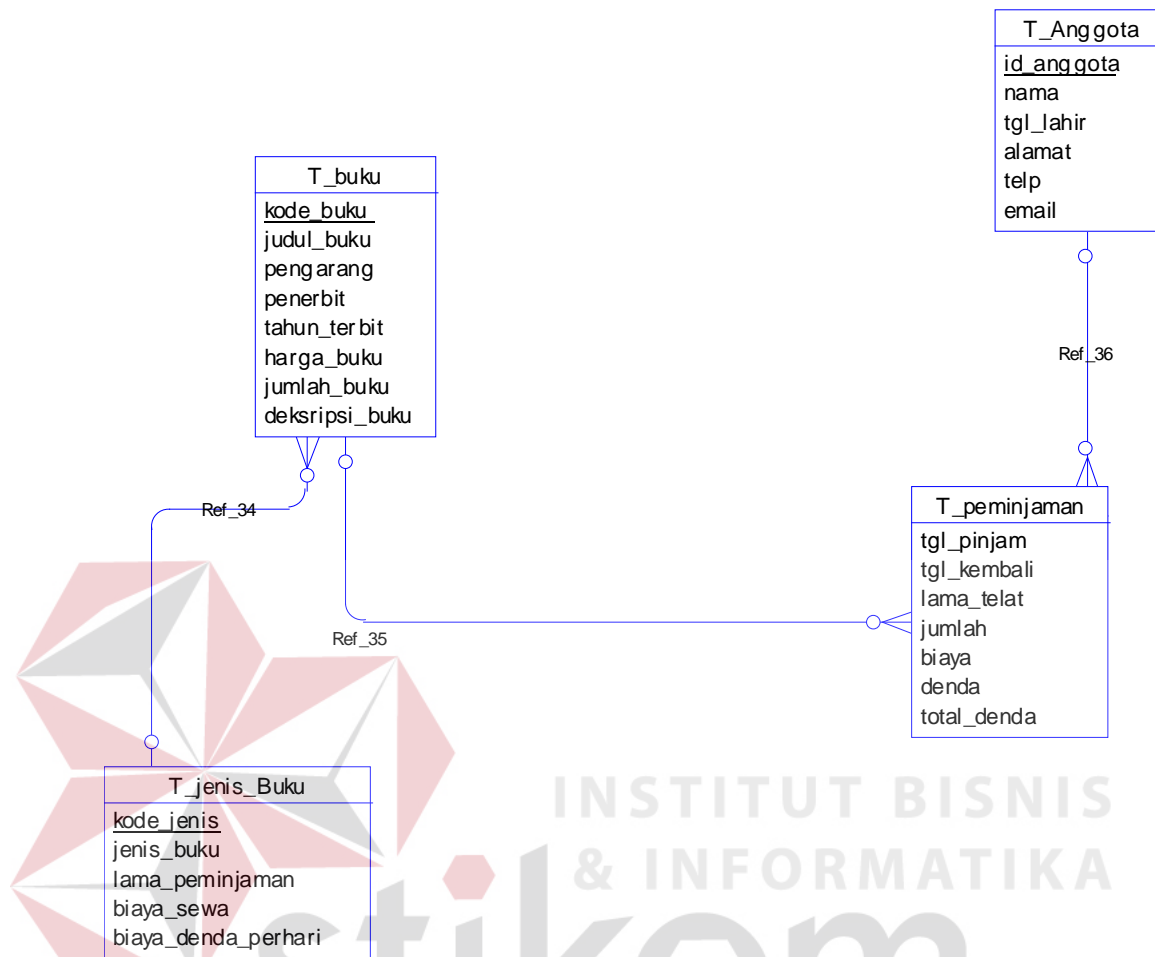 T_Anggota
id_anggota
nama
tgl_lahir
alamat
telp
email
T_buku
kode_buku
judul_buku
pengarang
penerbit
tahun_terbit
harga_buku
jumlah_buku
deksripsi_buku
Ref_36
Ref_34
T_peminjaman
tgl_pinjam
tgl_kembali
lama_telat
jumlah
biaya
denda
total_denda
Ref_35
T_jenis_Buku
kode_jenis
jenis_buku
lama_peminjaman
biaya_sewa
biaya_denda_perhari
INSTITUT BISNIS
& INFORMATIKA
stikom